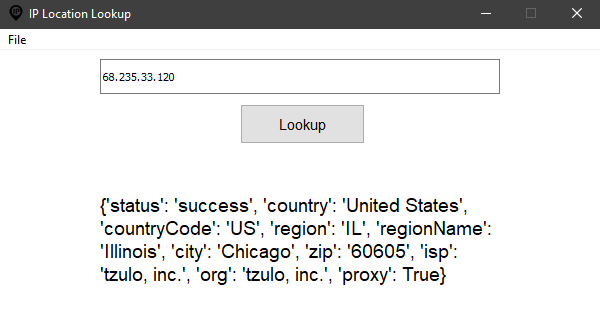 IP Location Lookup
File
68.235.33.120
Lookup
{'status': 'success', 'country': 'United States',
'countryCode': 'US', 'region': 'IL', 'regionName':
'Illinois', 'city': 'Chicago', 'zip': '60605', 'isp':
'tzulo, inc.', 'org': 'tzulo, inc.', 'proxy': True}